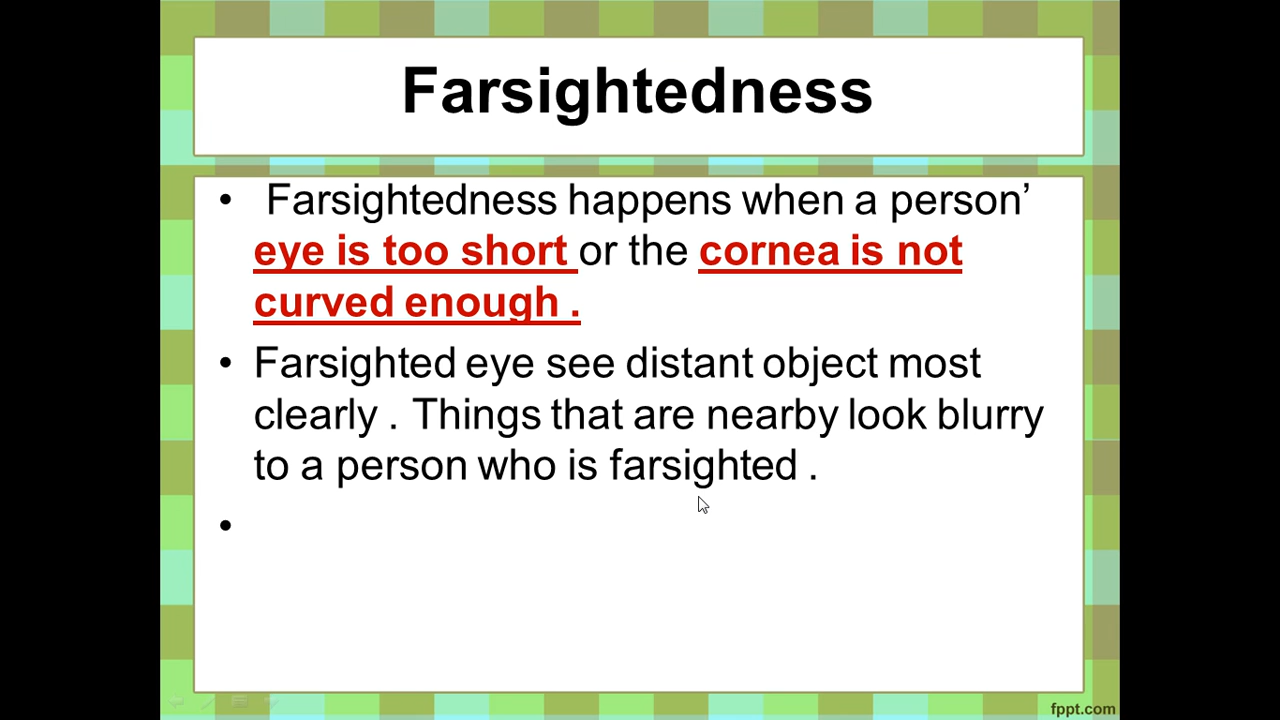 Farsightedness
• Farsightedness happens when a person’
eye is too short or the cornea is not
curved enough .
• Farsighted eye see distant object most
clearly . Things that are nearby look blurry
to a person who is farsighted .
•
fppt.com